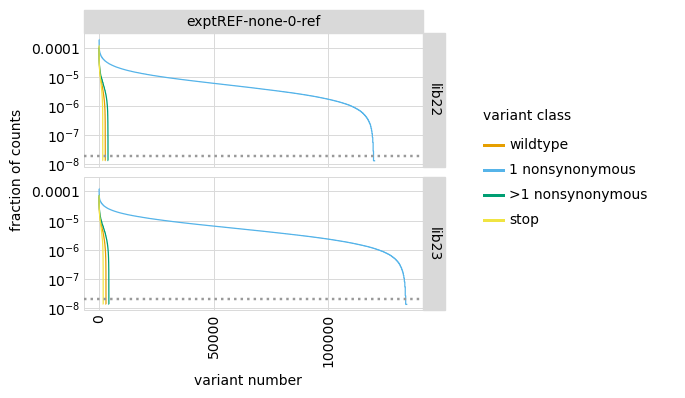 exptREF-none-0-ref
0.0001
10⁻⁵
10⁻⁶
10⁻⁷
10⁻⁸
lib22
0.0001
10⁻⁵
10⁻⁶
10⁻⁷
10⁻⁸
lib23
fraction of counts
0
50000
100000
variant number
variant class
wildtype
1 nonsynonymous
>1 nonsynonymous
stop